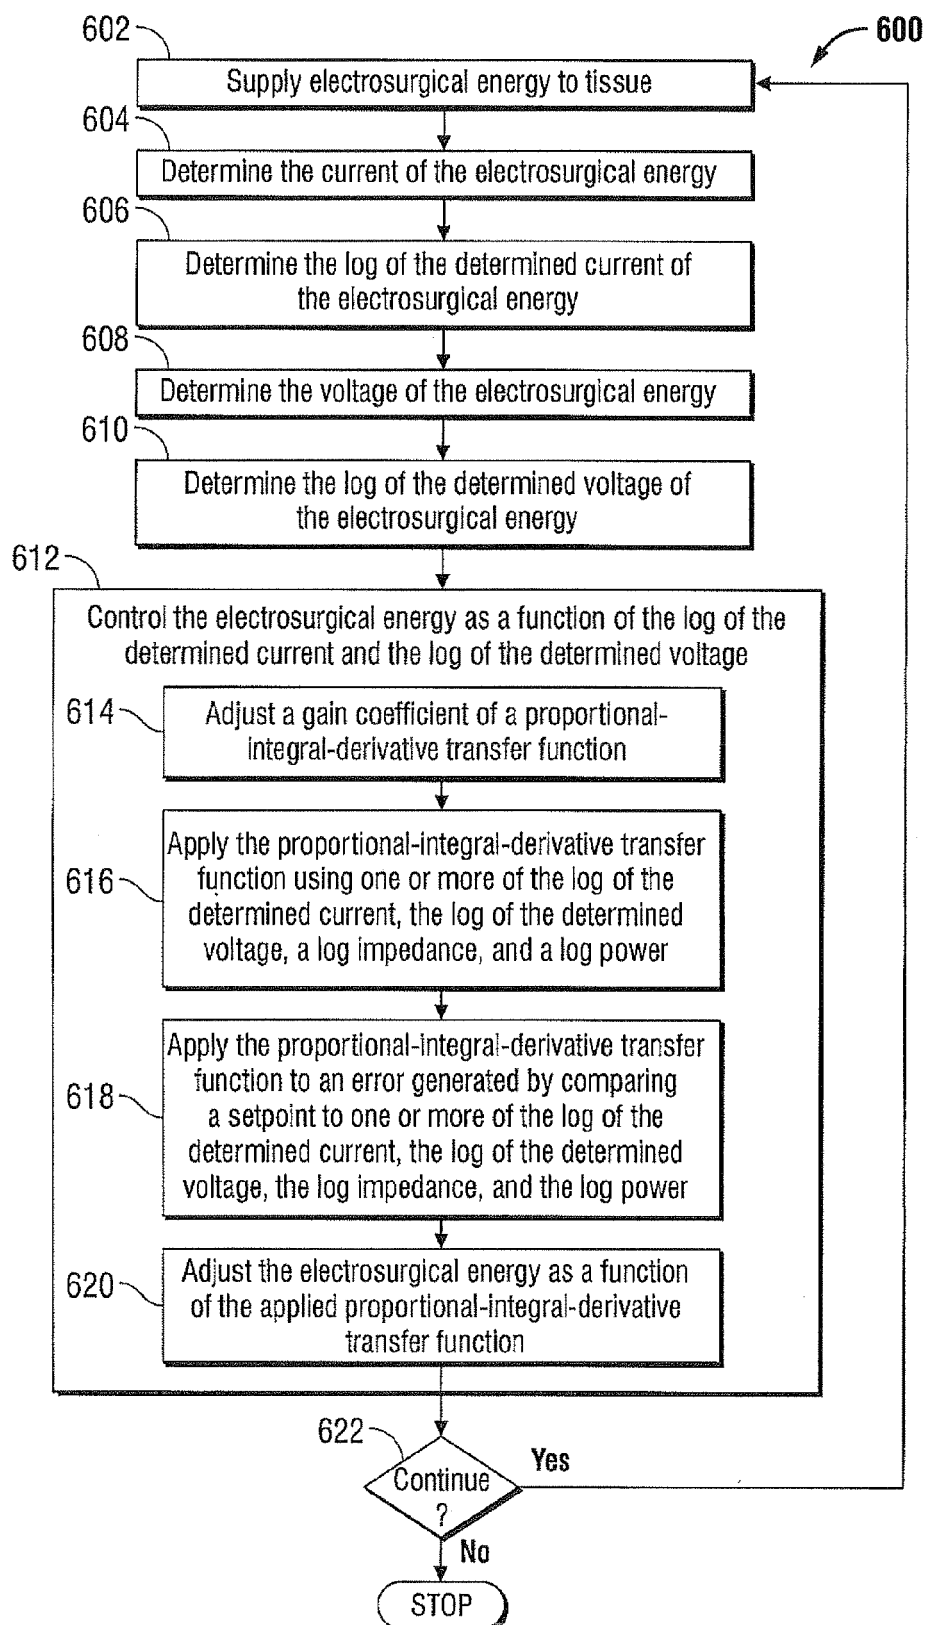 602
600
Supply electrosurgical energy to tissue
604
Determine the current of the electrosurgical energy
606
Determine the log of the determined current of
the electrosurgical energy
608
Determine the voltage of the electrosurgical energy
610
Determine the log of the determined voltage of
the electrosurgical energy
612
Control the electrosurgical energy as a function of the log of the
determined current and the log of the determined voltage
614
Adjust a gain coefficient of a proportional-
integral-derivative transfer function
616
Apply the proportional-integral-derivative transfer
function using one or more of the log of the
determined current, the log of the determined
voltage, a log impedance, and a log power
618
Apply the proportional-integral-derivative transfer
function to an error generated by comparing
a setpoint to one or more of the log of the
determined current, the log of the determined
voltage, the log impedance, and the log power
620
Adjust the electrosurgical energy as a function
of the applied proportional-integral-derivative
transfer function
622
Continue
?
Yes
No
STOP